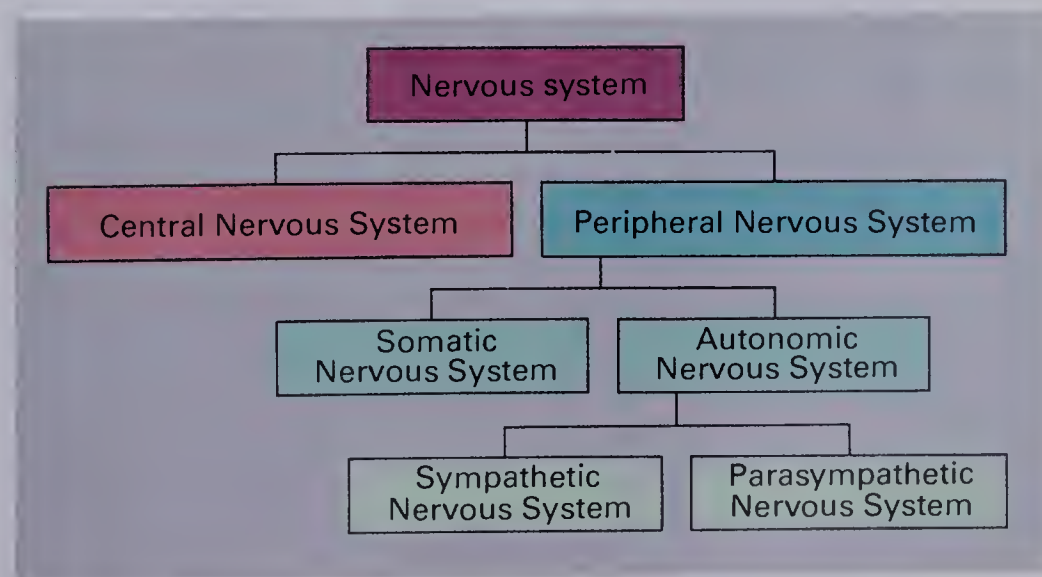 Nervous system
Central Nervous System
Peripheral Nervous System
Somatic
Nervous System
Autonomic
Nervous System
Sympathetic
Nervous System
Parasympathetic
Nervous System